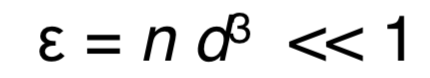 ε = n d³ << 1